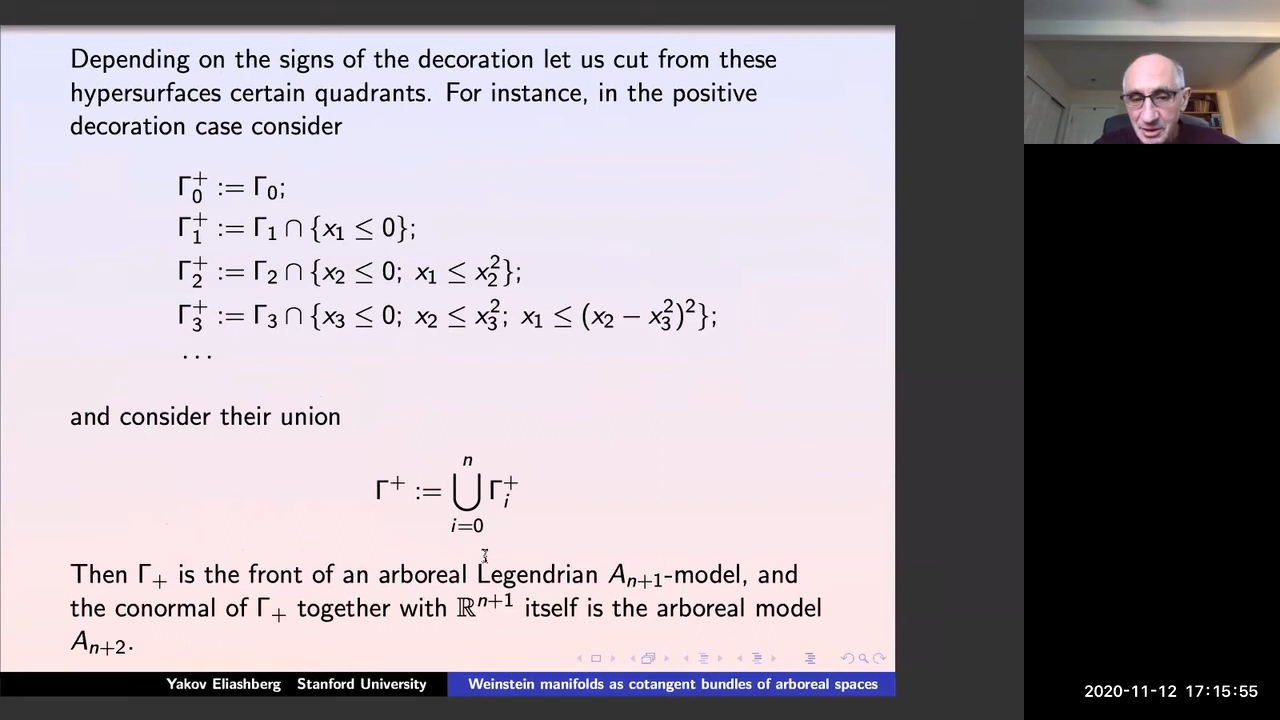 Depending on the signs of the decoration let us cut from these
hypersurfaces certain quadrants. For instance, in the positive
decoration case consider
Γ₀⁺ := Γ₀;
Γ₁⁺ := Γ₁ ∩ {x₁ ≤ 0};
Γ₂⁺ := Γ₂ ∩ {x₂ ≤ 0; x₁ ≤ x₂²};
Γ₃⁺ := Γ₃ ∩ {x₃ ≤ 0; x₂ ≤ x₃²; x₁ ≤ (x₂ − x₃²)²};
...
and consider their union
Γ⁺ := ⋃ᵢ₌₀ⁿ Γᵢ⁺
Then Γ₊ is the front of an arboreal Legendrian Aₙ₊₁-model, and
the conormal of Γ₊ together with ℝⁿ⁺¹ itself is the arboreal model
Aₙ₊₂.
Yakov Eliashberg Stanford University Weinstein manifolds as cotangent bundles of arboreal spaces
2020-11-12 17:15:55